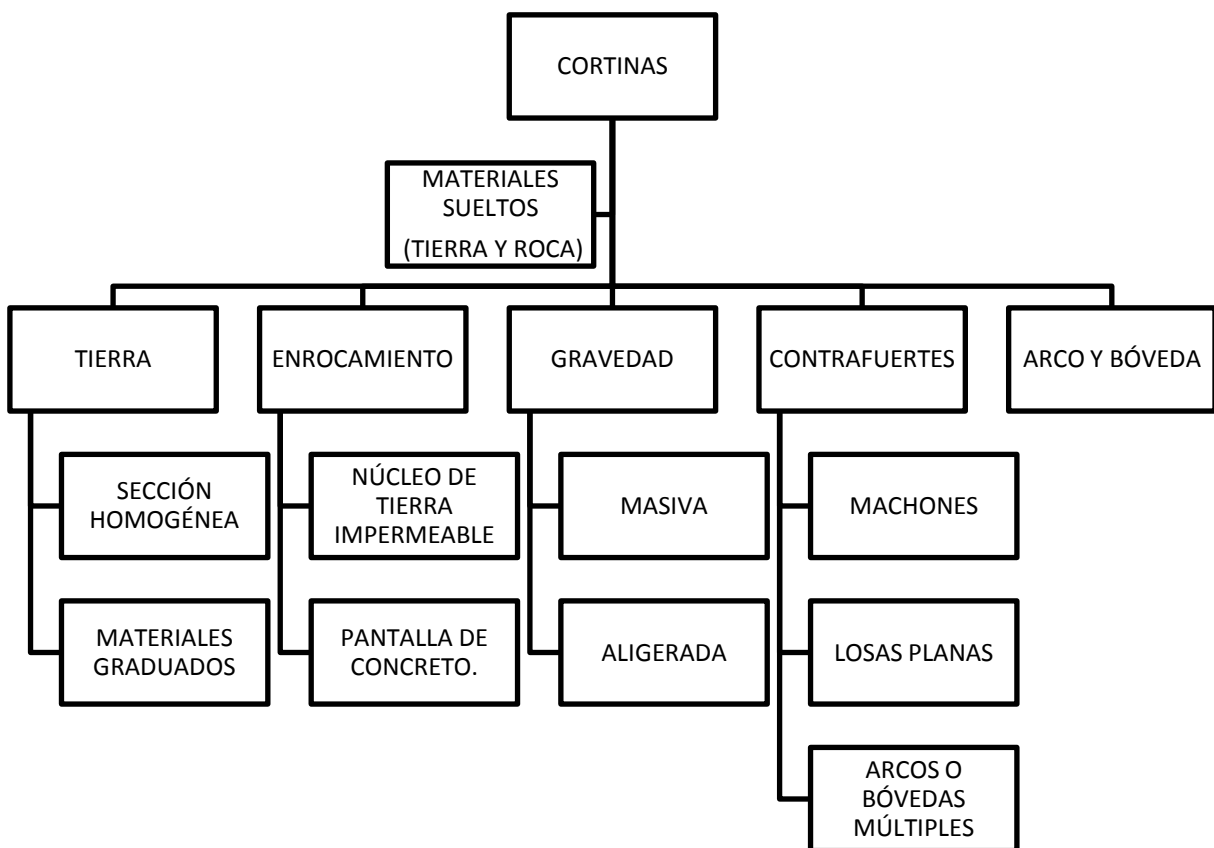 CORTINAS
MATERIALES
SUELTOS
(TIERRA Y ROCA)
TIERRA
ENROCAMIENTO
GRAVEDAD
CONTRAFUERTES
ARCO Y BÓVEDA
SECCIÓN
HOMOGÉNEA
NÚCLEO DE
TIERRA
IMPERMEABLE
MASIVA
MACHONES
MATERIALES
GRADUADOS
PANTALLA DE
CONCRETO.
ALIGERADA
LOSAS PLANAS
ARCOS O
BÓVEDAS
MÚLTIPLES